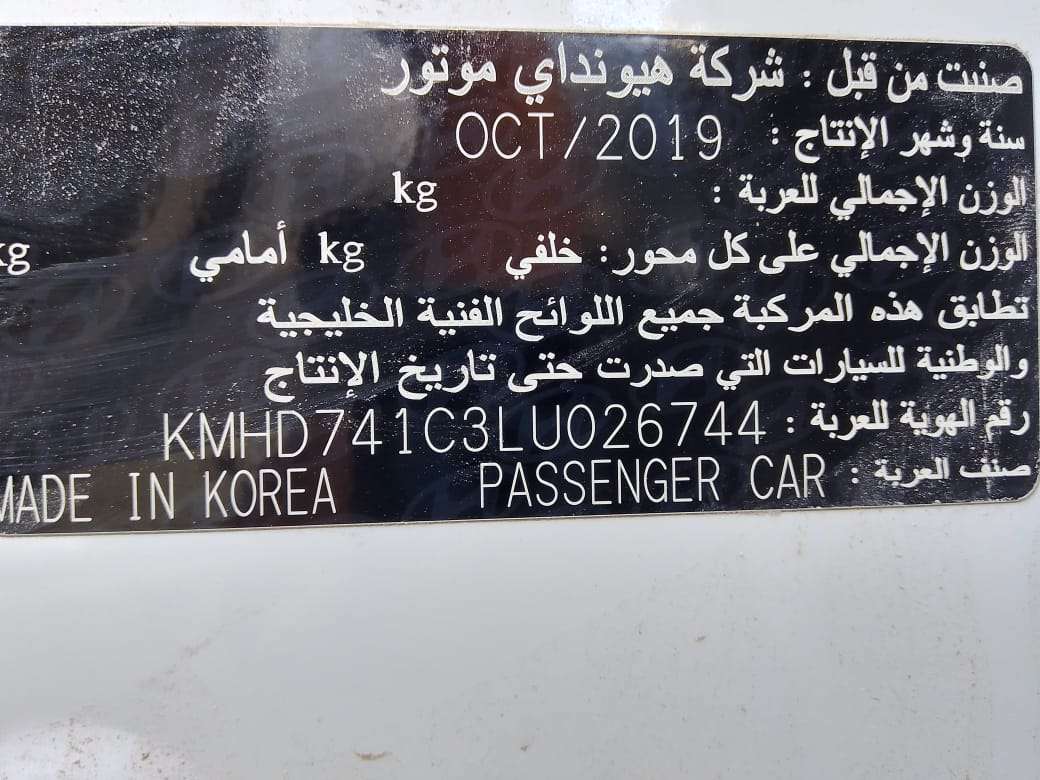 صنعت من قبل : شركة هيونداي موتور
سنة وشهر الإنتاج : OCT/2019
الوزن الإجمالي للعربة : kg
الوزن الإجمالي على كل محور: خلفي kg أمامي kg
تطابق هذه المركبة جميع اللوائح الفنية الخليجية
والوطنية للسيارات التي صدرت حتى تاريخ الإنتاج
رقم الهوية للعربة : KMHD741C3LU026744
صنف العربة : PASSENGER CAR MADE IN KOREA